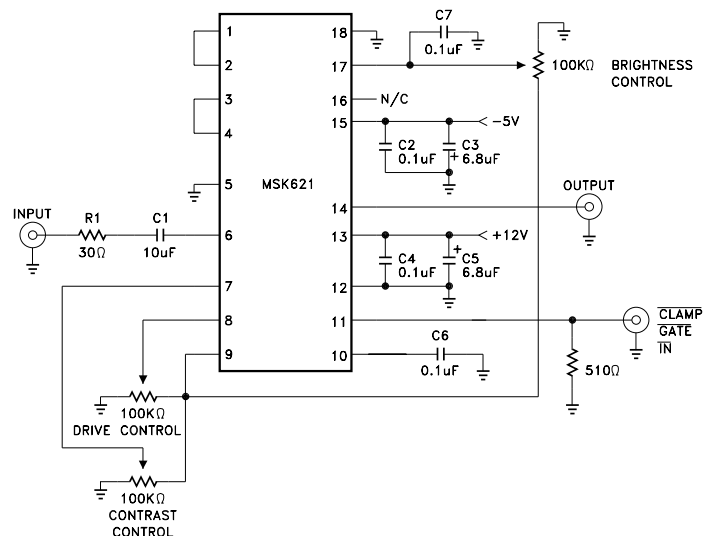 C7
0.1uF
100KΩ
BRIGHTNESS
CONTROL
1
2
3
4
5
6
7
8
9
MSK621
18
17
16
15
14
13
12
11
10
N/C
-5V
C2
0.1uF
C3
+
6.8uF
OUTPUT
INPUT
R1
30Ω
C1
10uF
+12V
C4
0.1uF
+
C5
6.8uF
CLAMP
GATE
IN
C6
0.1uF
510Ω
100KΩ
DRIVE CONTROL
100KΩ
CONTRAST
CONTROL